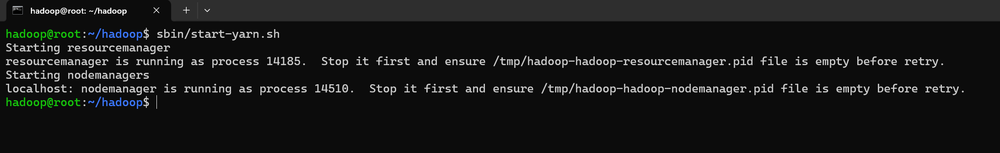 hadoop@root: ~/hadoop
hadoop@root:~/hadoop$ sbin/start-yarn.sh
Starting resourcemanager
resourcemanager is running as process 14185.  Stop it first and ensure /tmp/hadoop-hadoop-resourcemanager.pid file is empty before retry.
Starting nodemanagers
localhost: nodemanager is running as process 14510.  Stop it first and ensure /tmp/hadoop-hadoop-nodemanager.pid file is empty before retry.
hadoop@root:~/hadoop$